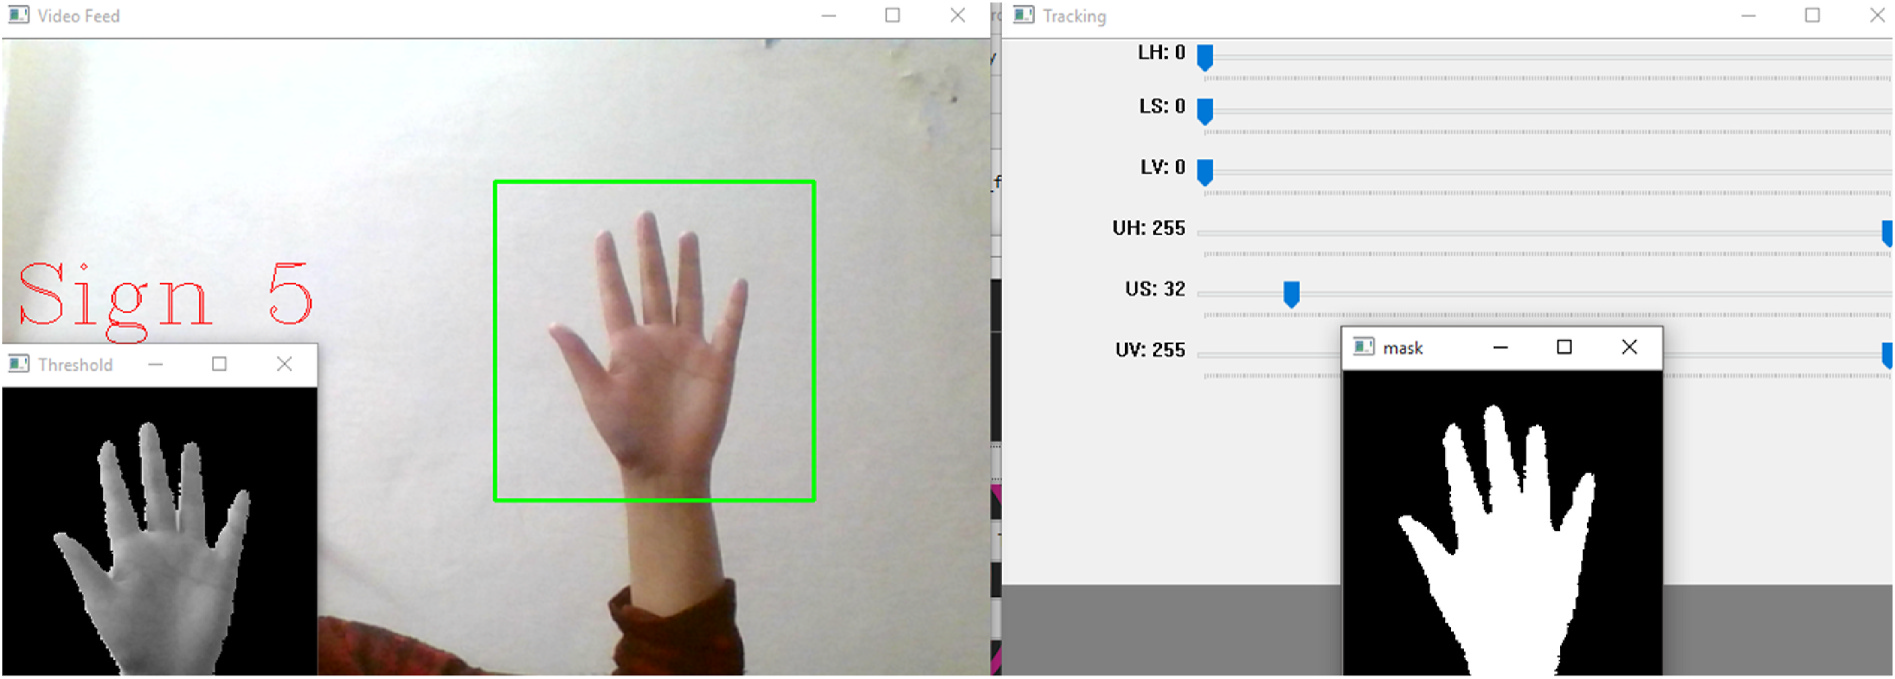 Video Feed
Sign 5
Threshold
Tracking
LH: 0
LS: 0
LV: 0
UH: 255
US: 32
UV: 255
mask